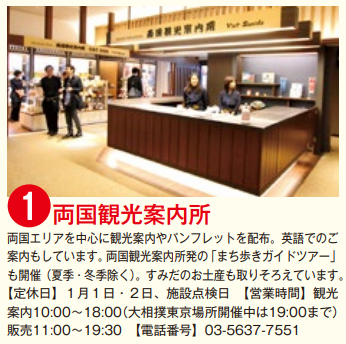 両国観光案内所
Visit Sumida
1 両国観光案内所
両国エリアを中心に観光案内やパンフレットを配布。英語でのご
案内もしています。両国観光案内所発の「まち歩きガイドツアー」
も開催（夏季・冬季除く）。すみだのお土産も取りそろえています。
【定休日】1月1日・2日、施設点検日 【営業時間】観光
案内10:00～18:00（大相撲東京場所開催中は19:00まで）
販売11:00～19:30 【電話番号】03-5637-7551